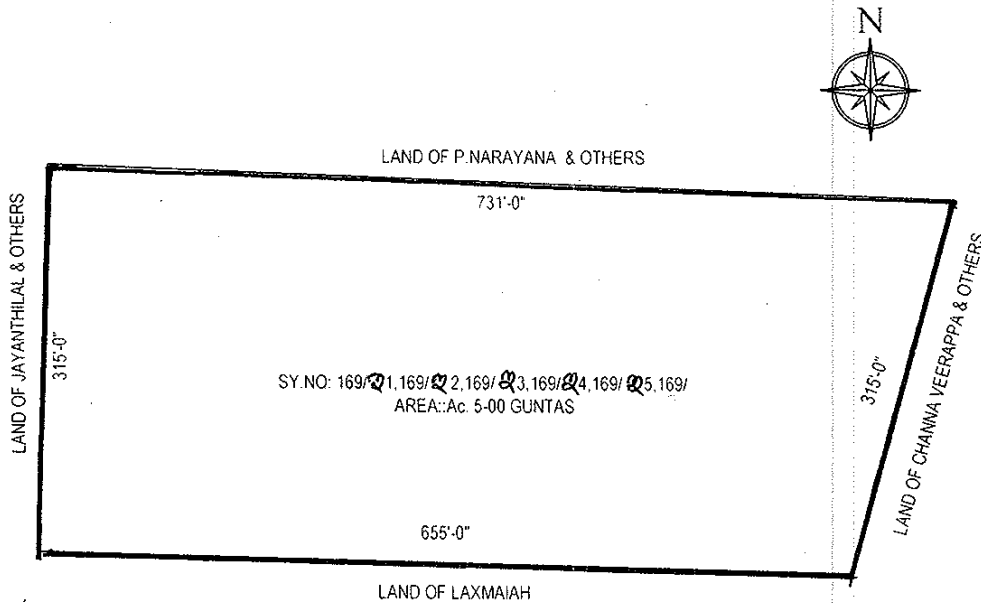 N
LAND OF P.NARAYANA & OTHERS
731'-0"
LAND OF JAYANTHILAL & OTHERS
315'-0"
SY.NO: 169/ 1,169/ 2,169/ 3,169/ 4,169/ 5,169/
AREA::Ac. 5-00 GUNTAS
315'-0"
LAND OF CHANNA VEERAPPA & OTHERS
655'-0"
LAND OF LAXMAIAH